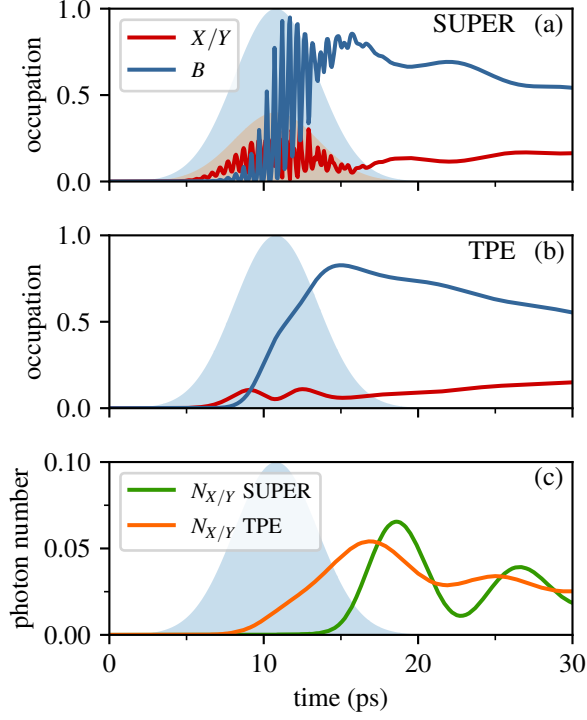 1.0
SUPER (a)
X/Y
B
0.5
occupation
0.0
1.0
TPE (b)
0.5
occupation
0.0
0.10
(c)
N_{X/Y} SUPER
N_{X/Y} TPE
0.05
photon number
0.00
0 10 20 30
time (ps)